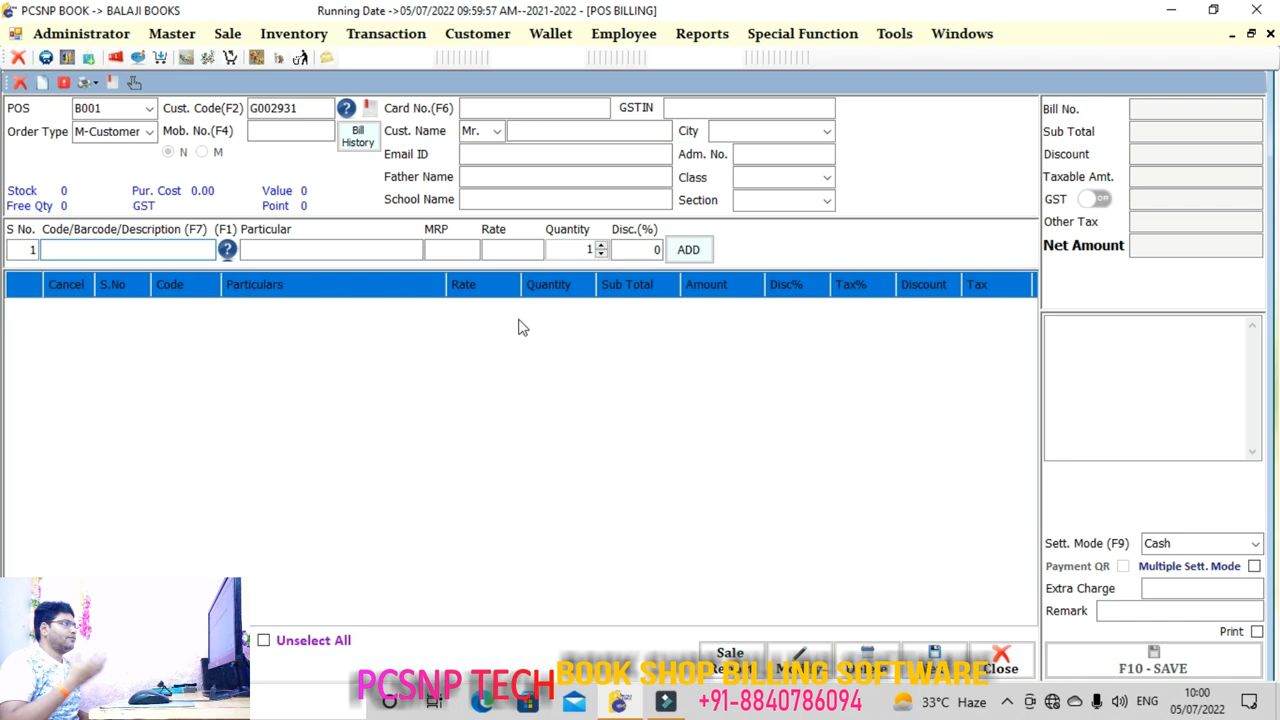 PCSNP BOOK -> BALAJI BOOKS
Running Date ->05/07/2022 09:59:57 AM--2021-2022 - [POS BILLING]
Administrator Master Sale Inventory Transaction Customer Wallet Employee Reports Special Function Tools Windows
POS B001 Cust. Code(F2) G002931 Card No.(F6) GSTIN
Order Type M-Customer Mob. No.(F4) Bill History Cust. Name Mr. City
N M Email ID Adm. No.
Father Name Class
Stock 0 Pur. Cost 0.00 Value 0
School Name Section
Free Qty 0 GST Point 0
S No. Code/Barcode/Description (F7) (F1) Particular MRP Rate Quantity Disc.(%)
1 1 0 ADD
Cancel S.No Code Particulars Rate Quantity Sub Total Amount Disc% Tax% Discount Tax
Bill No.
Sub Total
Discount
Taxable Amt.
GST OFF
Other Tax
Net Amount
Sett. Mode (F9) Cash
Payment QR Multiple Sett. Mode
Extra Charge
Remark
Print
F10 - SAVE
Unselect All
Sale
Close
PCSNP TECH BOOK SHOP BILLING SOFTWARE
+91-8840786094
33°C Haze ENG 10:00
05/07/2022